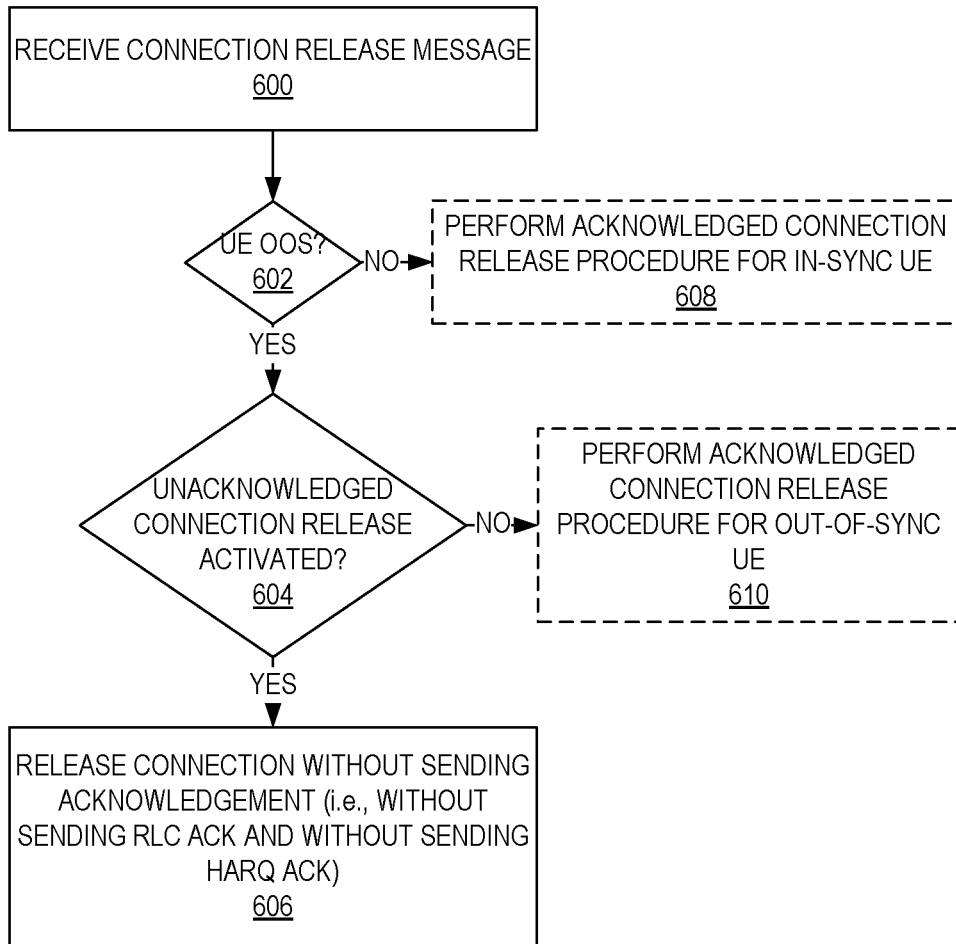 RECEIVE CONNECTION RELEASE MESSAGE
600
UE OOS?
602
NO
PERFORM ACKNOWLEDGED CONNECTION
RELEASE PROCEDURE FOR IN-SYNC UE
608
YES
UNACKNOWLEDGED
CONNECTION RELEASE
ACTIVATED?
604
NO
PERFORM ACKNOWLEDGED
CONNECTION RELEASE
PROCEDURE FOR OUT-OF-SYNC
UE
610
YES
RELEASE CONNECTION WITHOUT SENDING
ACKNOWLEDGEMENT (i.e., WITHOUT
SENDING RLC ACK AND WITHOUT SENDING
HARQ ACK)
606